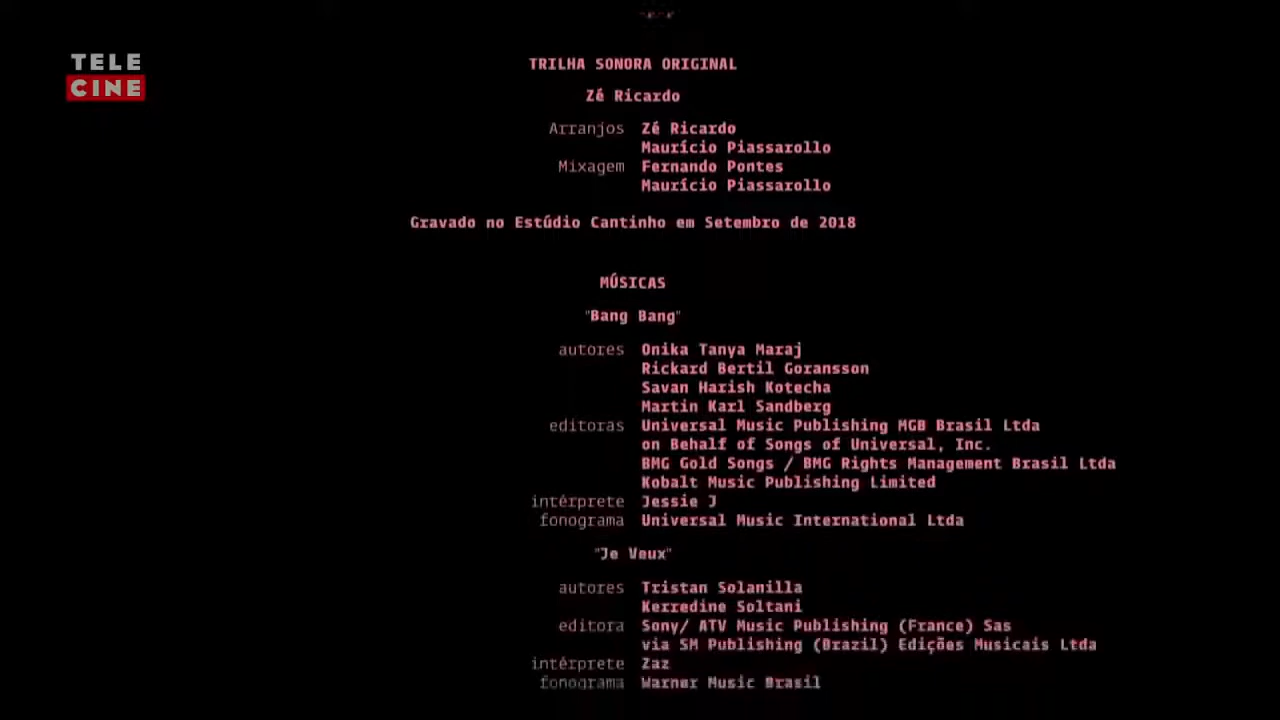 TELE
CINE
TRILHA SONORA ORIGINAL
Zé Ricardo
Arranjos Zé Ricardo
Maurício Piassarollo
Mixagem Fernando Pontes
Maurício Piassarollo
Gravado no Estúdio Cantinho em Setembro de 2018
MÚSICAS
"Bang Bang"
autores Onika Tanya Maraj
Rickard Bertil Goransson
Savan Harish Kotecha
Martin Karl Sandberg
editoras Universal Music Publishing MGB Brasil Ltda
on Behalf of Songs of Universal, Inc.
BMG Gold Songs / BMG Rights Management Brasil Ltda
Kobalt Music Publishing Limited
intérprete Jessie J
fonograma Universal Music International Ltda
"Je Veux"
autores Tristan Solanilla
Kerredine Soltani
editora Sony/ ATV Music Publishing (France) Sas
via SM Publishing (Brazil) Edições Musicais Ltda
intérprete Zaz
fonograma Warner Music Brasil